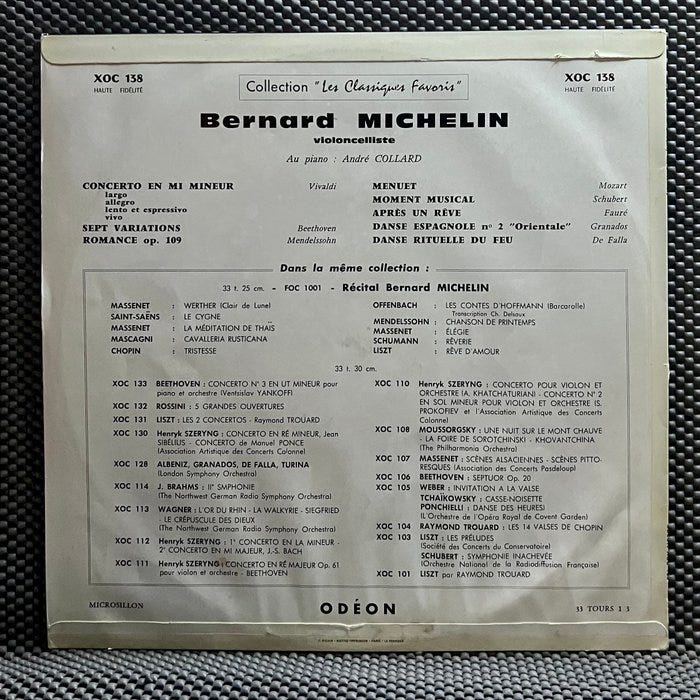 XOC 138
HAUTE FIDÉLITÉ
Collection "Les Classiques Favoris"
XOC 138
HAUTE FIDÉLITÉ
Bernard MICHELIN
violoncelliste
Au piano : André COLLARD
CONCERTO EN MI MINEUR Vivaldi
largo
allegro
lento et espressivo
vivo
SEPT VARIATIONS Beethoven
ROMANCE op. 109 Mendelssohn
MENUET Mozart
MOMENT MUSICAL Schubert
APRÈS UN RÊVE Fauré
DANSE ESPAGNOLE n° 2 "Orientale" Granados
DANSE RITUELLE DU FEU De Falla
Dans la même collection :
33 t. 25 cm. - FOC 1001 - Récital Bernard MICHELIN
MASSENET : WERTHER (Clair de Lune)
SAINT-SAËNS : LE CYGNE
MASSENET : LA MÉDITATION DE THAÏS
MASCAGNI : CAVALLERIA RUSTICANA
CHOPIN : TRISTESSE
OFFENBACH : LES CONTES D'HOFFMANN (Barcarolle)
Transcription Ch. Delsaux
MENDELSSOHN : CHANSON DE PRINTEMPS
MASSENET : ÉLÉGIE
SCHUMANN : RÊVERIE
LISZT : RÊVE D'AMOUR
33 t. 30 cm.
XOC 133 BEETHOVEN : CONCERTO N° 3 EN UT MINEUR pour
piano et orchestre (Ventsislav YANKOFF)
XOC 132 ROSSINI : 5 GRANDES OUVERTURES
XOC 131 LISZT : LES 2 CONCERTOS - Raymond TROUARD
XOC 130 Henryk SZERYNG : CONCERTO EN RÉ MINEUR, Jean
SIBÉLIUS - CONCERTO de Manuel PONCE
(Association Artistique des Concerts Colonne)
XOC 128 ALBENIZ, GRANADOS, DE FALLA, TURINA
(London Symphony Orchestra)
XOC 114 J. BRAHMS : II° SMPHONIE
(The Northwest German Radio Symphony Orchestra)
XOC 113 WAGNER : L'OR DU RHIN - LA WALKYRIE - SIEGFRIED
- LE CRÉPUSCULE DES DIEUX
(The Northwest German Radio Symphony Orchestra)
XOC 112 Henryk SZERYNG : 1° CONCERTO EN LA MINEUR -
2° CONCERTO EN MI MAJEUR, J.-S. BACH
XOC 111 Henryk SZERYNG : CONCERTO EN RÉ MAJEUR Op. 61
pour violon et orchestre - BEETHOVEN
XOC 110 Henryk SZERYNG : CONCERTO POUR VIOLON ET
ORCHESTRE (A. KHATCHATURIAN) - CONCERTO N° 2
EN SOL MINEUR POUR VIOLON ET ORCHESTRE (S.
PROKOFIEV et l'Association Artistique des Concerts
Colonne)
XOC 108 MOUSSORGSKY : UNE NUIT SUR LE MONT CHAUVE
- LA FOIRE DE SOROTCHINSKI - KHOVANTCHINA
(The Philharmonia Orchestra)
XOC 107 MASSENET : SCÈNES ALSACIENNES - SCÈNES PITTO-
RESQUES (Association des Concerts Pasdeloup)
XOC 106 BEETHOVEN : SEPTUOR Op. 20
XOC 105 WEBER : INVITATION A LA VALSE
TCHAÏKOWSKY : CASSE-NOISETTE
PONCHIELLI : DANSE DES HEURES)
(L'Orchestre de l'Opéra Royal de Covent Garden)
XOC 104 RAYMOND TROUARD : LES 14 VALSES DE CHOPIN
XOC 103 LISZT : LES PRÉLUDES
(Société des Concerts du Conservatoire)
SCHUBERT : SYMPHONIE INACHEVÉE
(Orchestre National de la Radiodiffusion Française)
XOC 101 LISZT par RAYMOND TROUARD
MICROSILLON
ODÉON
33 TOURS 1 3